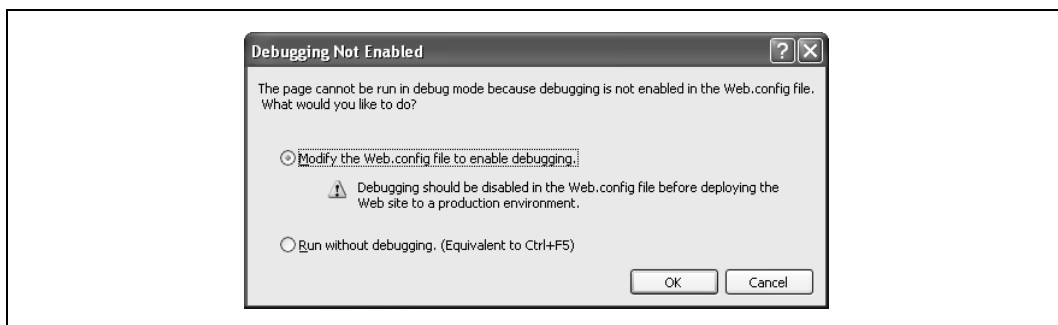 Debugging Not Enabled
The page cannot be run in debug mode because debugging is not enabled in the Web.config file.
What would you like to do?
Modify the Web.config file to enable debugging.
Debugging should be disabled in the Web.config file before deploying the
Web site to a production environment.
Run without debugging. (Equivalent to Ctrl+F5)
OK Cancel